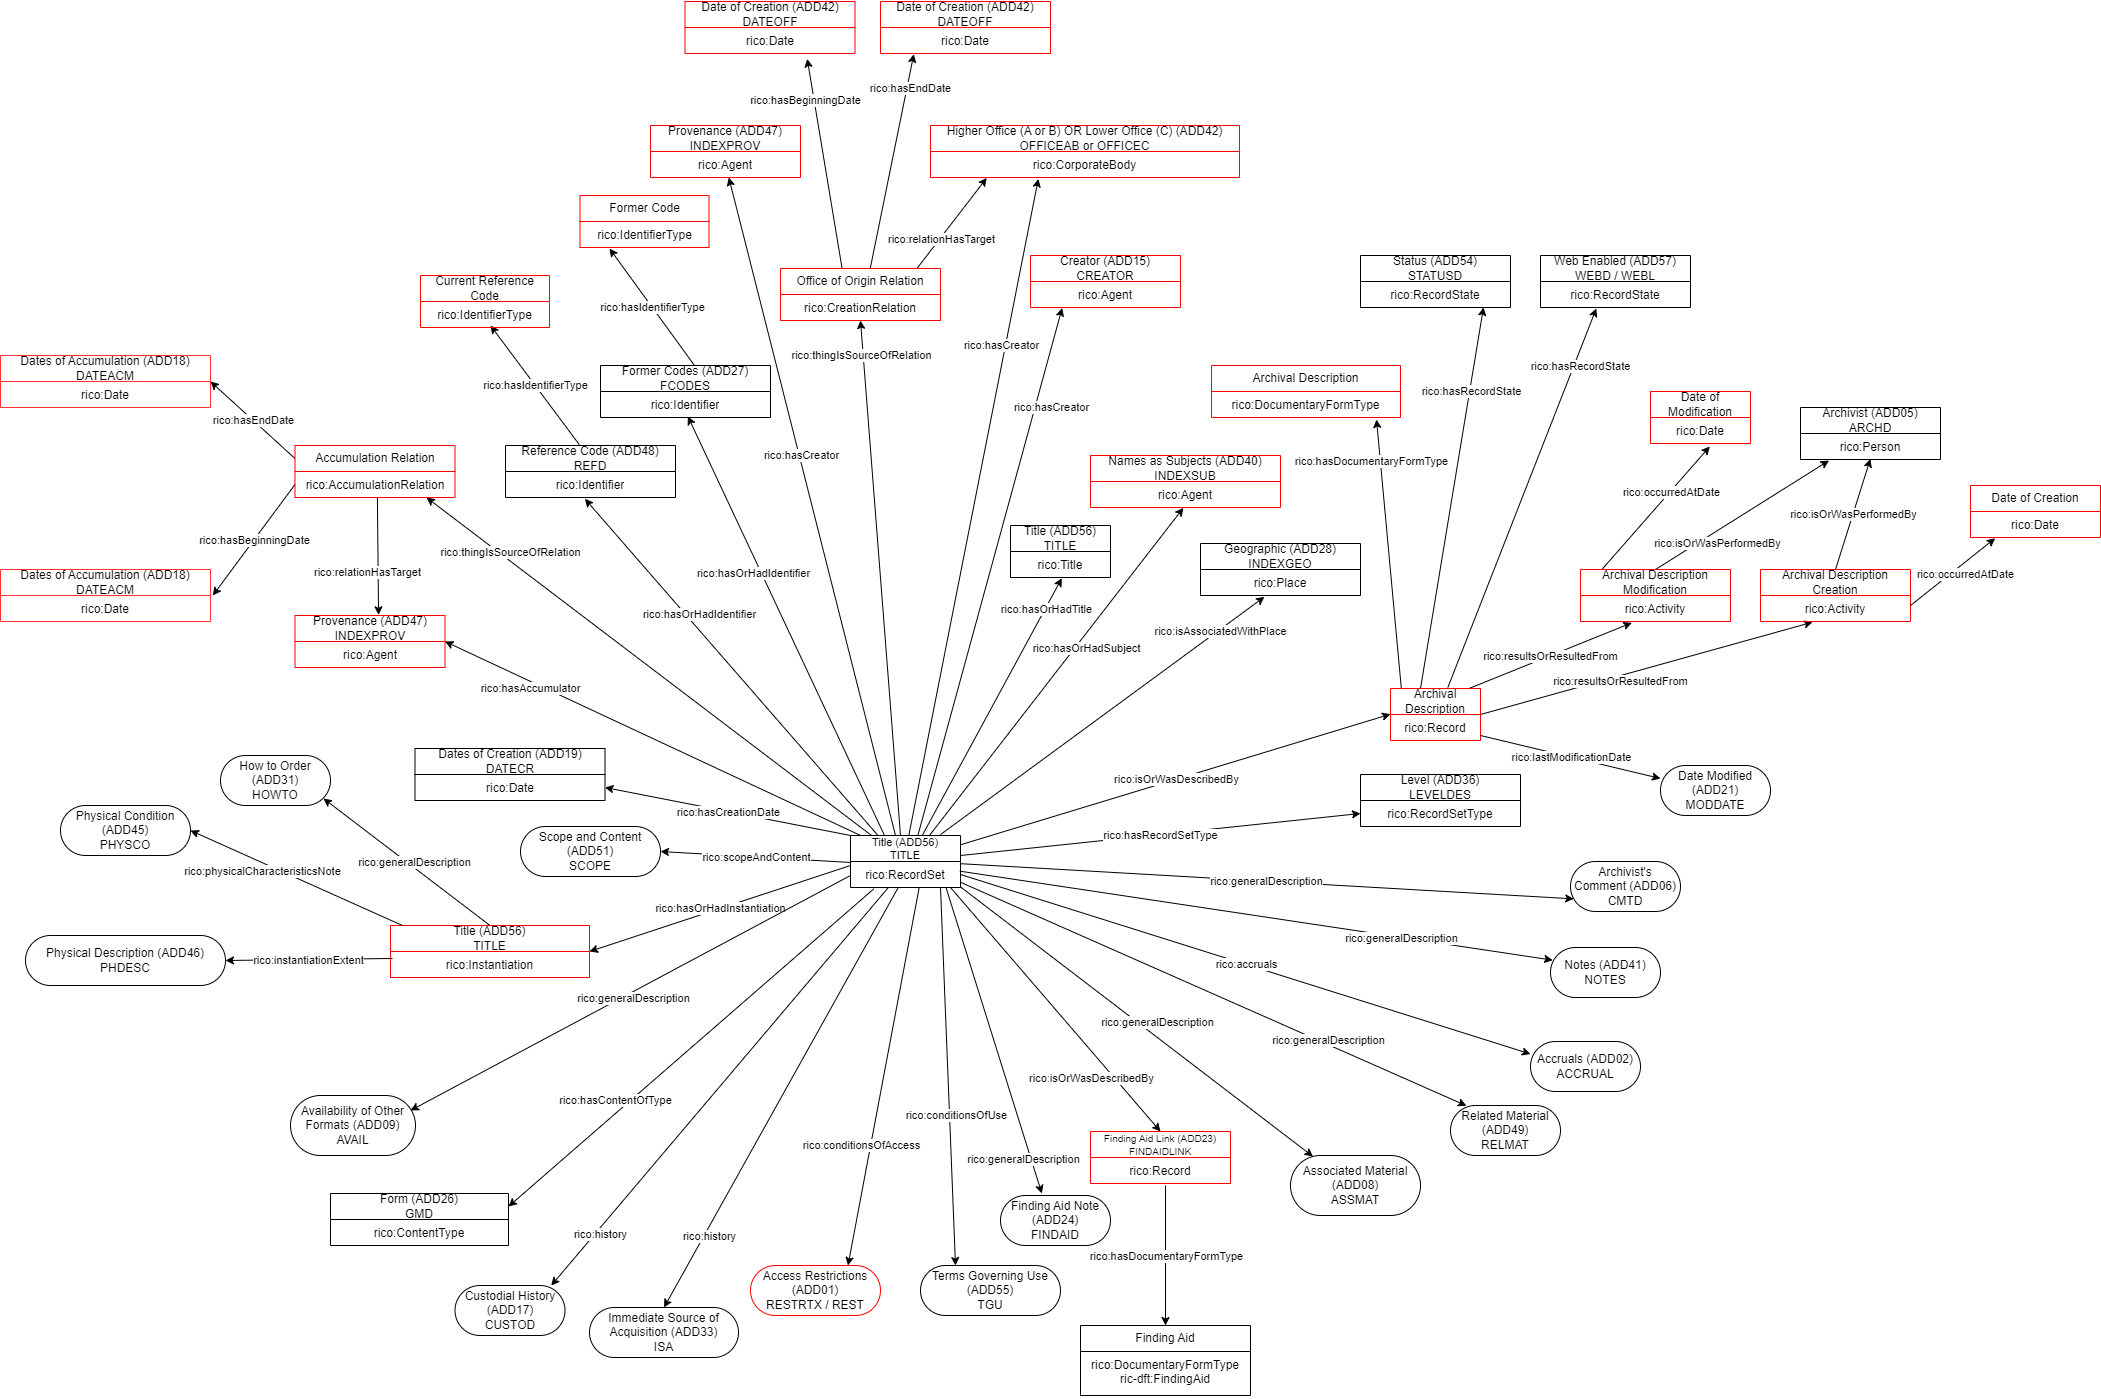 Date of Creation (ADD42)
DATEOFF
rico:Date
Date of Creation (ADD42)
DATEOFF
rico:Date
rico:hasBeginningDate
rico:hasEndDate
Provenance (ADD47)
INDEXPROV
rico:Agent
Higher Office (A or B) OR Lower Office (C) (ADD42)
OFFICEAB or OFFICEC
rico:CorporateBody
Former Code
rico:IdentifierType
rico:relationHasTarget
Current Reference
Code
rico:IdentifierType
rico:hasIdentifierType
Office of Origin Relation
rico:CreationRelation
Creator (ADD15)
CREATOR
rico:Agent
Status (ADD54)
STATUSD
rico:RecordState
Web Enabled (ADD57)
WEBD / WEBL
rico:RecordState
rico:thingIsSourceOfRelation
rico:hasCreator
Dates of Accumulation (ADD18)
DATEACM
rico:Date
rico:hasIdentifierType
Former Codes (ADD27)
FCODES
rico:Identifier
rico:hasCreator
Archival Description
rico:DocumentaryFormType
rico:hasRecordState
rico:hasRecordState
Date of
Modification
rico:Date
Archivist (ADD05)
ARCHD
rico:Person
rico:hasEndDate
Accumulation Relation
rico:AccumulationRelation
Reference Code (ADD48)
REFD
rico:Identifier
rico:hasCreator
Names as Subjects (ADD40)
INDEXSUB
rico:Agent
rico:hasDocumentaryFormType
rico:occurredAtDate
rico:isOrWasPerformedBy
Date of Creation
rico:Date
rico:hasBeginningDate
rico:thingIsSourceOfRelation
Title (ADD56)
TITLE
rico:Title
Geographic (ADD28)
INDEXGEO
rico:Place
rico:isOrWasPerformedBy
Dates of Accumulation (ADD18)
DATEACM
rico:Date
rico:relationHasTarget
rico:hasOrHadIdentifier
rico:hasOrHadIdentifier
rico:hasOrHadTitle
Archival Description
Modification
rico:Activity
Archival Description
Creation
rico:Activity
rico:occurredAtDate
Provenance (ADD47)
INDEXPROV
rico:Agent
rico:hasOrHadSubject
rico:isAssociatedWithPlace
rico:resultsOrResultedFrom
rico:resultsOrResultedFrom
rico:hasAccumulator
Archival
Description
rico:Record
Dates of Creation (ADD19)
DATECR
rico:Date
rico:lastModificationDate
How to Order
(ADD31)
HOWTO
rico:isOrWasDescribedBy
Level (ADD36)
LEVELDES
rico:RecordSetType
Date Modified
(ADD21)
MODDATE
Physical Condition
(ADD45)
PHYSCO
rico:hasCreationDate
Scope and Content
(ADD51)
SCOPE
rico:scopeAndContent
Title (ADD56)
TITLE
rico:RecordSet
rico:hasRecordSetType
rico:physicalCharacteristicsNote
rico:generalDescription
rico:generalDescription
Archivist's
Comment (ADD06)
CMTD
rico:hasOrHadInstantiation
Title (ADD56)
TITLE
rico:Instantiation
Physical Description (ADD46)
PHDESC
rico:instantiationExtent
rico:generalDescription
Notes (ADD41)
NOTES
rico:generalDescription
rico:accruals
rico:generalDescription
rico:generalDescription
Accruals (ADD02)
ACCRUAL
rico:isOrWasDescribedBy
Availability of Other
Formats (ADD09)
AVAIL
rico:hasContentOfType
rico:conditionsOfUse
Related Material
(ADD49)
RELMAT
rico:conditionsOfAccess
rico:generalDescription
Finding Aid Link (ADD23)
FINDAIDLINK
rico:Record
Associated Material
(ADD08)
ASSMAT
Form (ADD26)
GMD
rico:ContentType
Finding Aid Note
(ADD24)
FINDAID
rico:history
rico:history
rico:hasDocumentaryFormType
Custodial History
(ADD17)
CUSTOD
Immediate Source of
Acquisition (ADD33)
ISA
Access Restrictions
(ADD01)
RESTRTX / REST
Terms Governing Use
(ADD55)
TGU
Finding Aid
rico:DocumentaryFormType
ric-dft:FindingAid